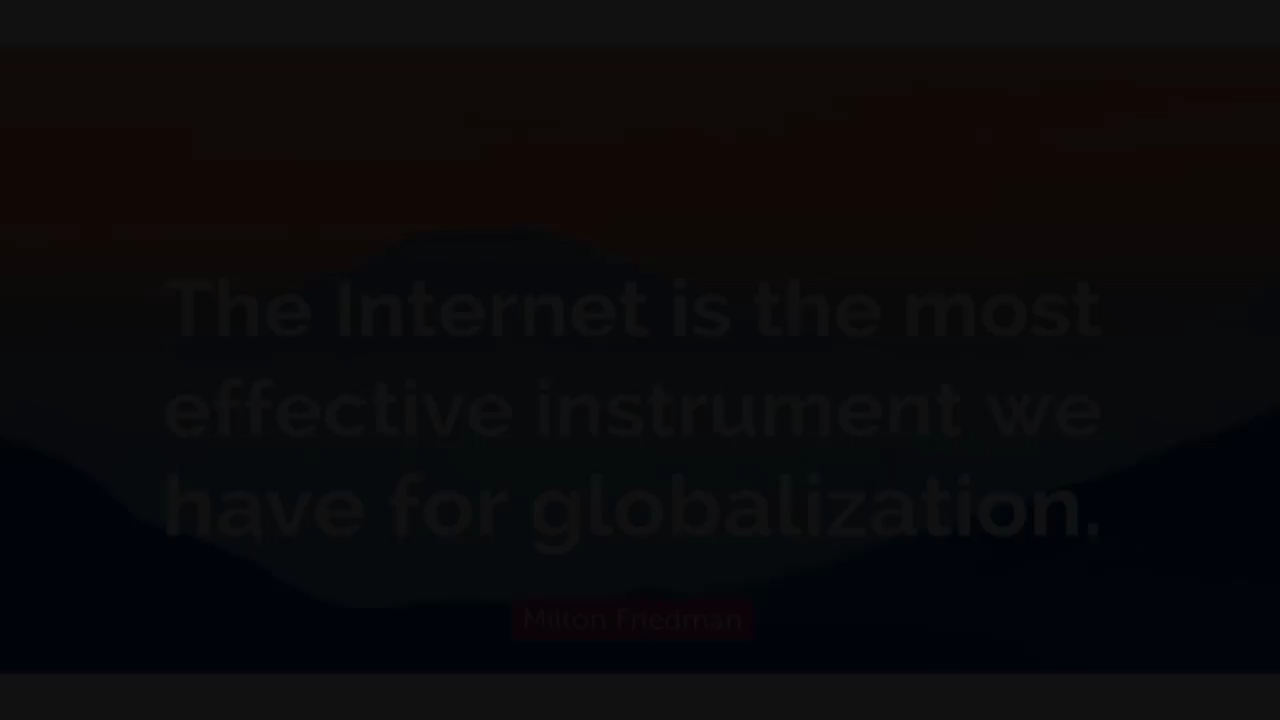 The Internet is the most
effective instrument we
have for globalization.
Milton Friedman